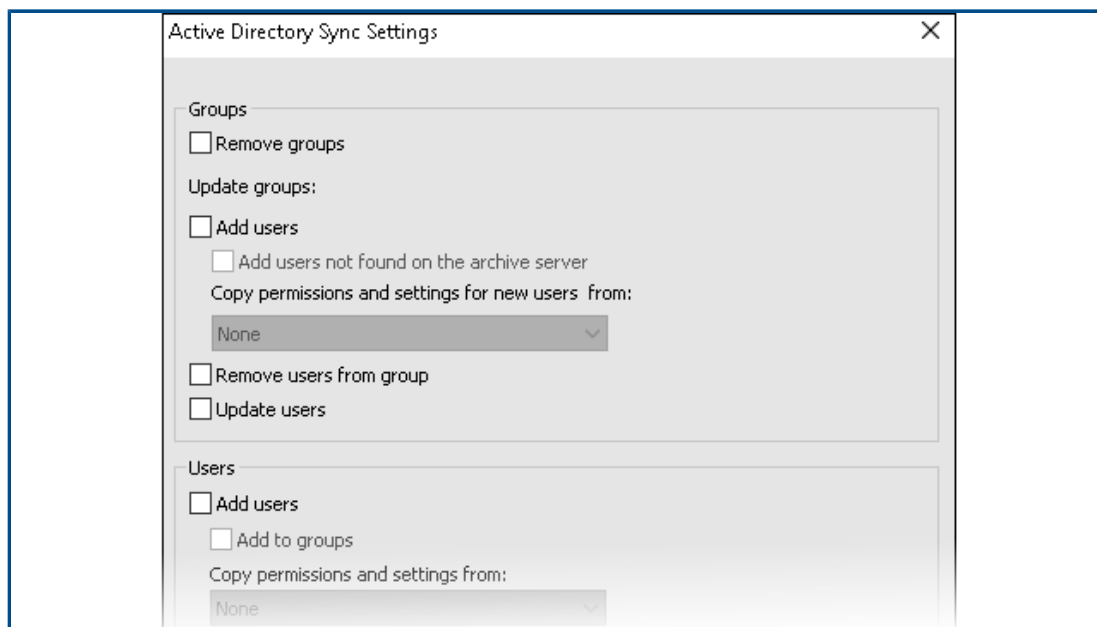 Active Directory Sync Settings
Groups
Remove groups
Update groups:
Add users
Add users not found on the archive server
Copy permissions and settings for new users from:
None
Remove users from group
Update users
Users
Add users
Add to groups
Copy permissions and settings from:
None